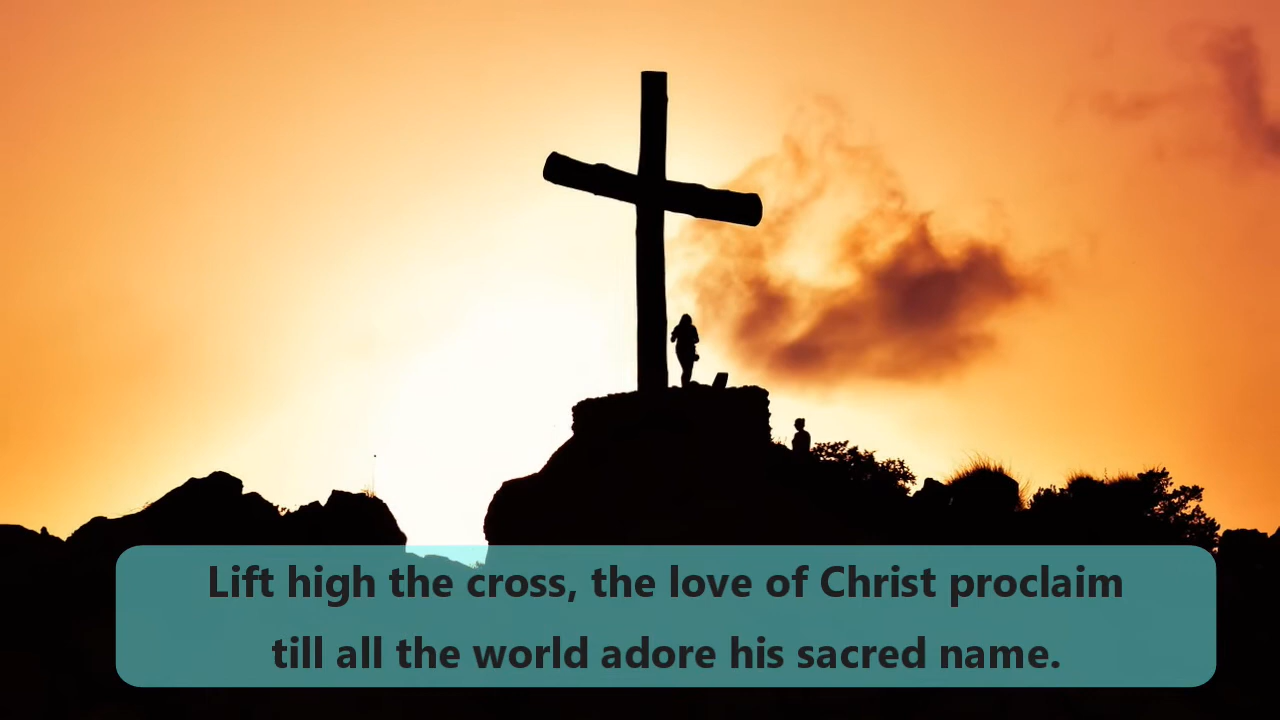 Lift high the cross, the love of Christ proclaim
till all the world adore his sacred name.